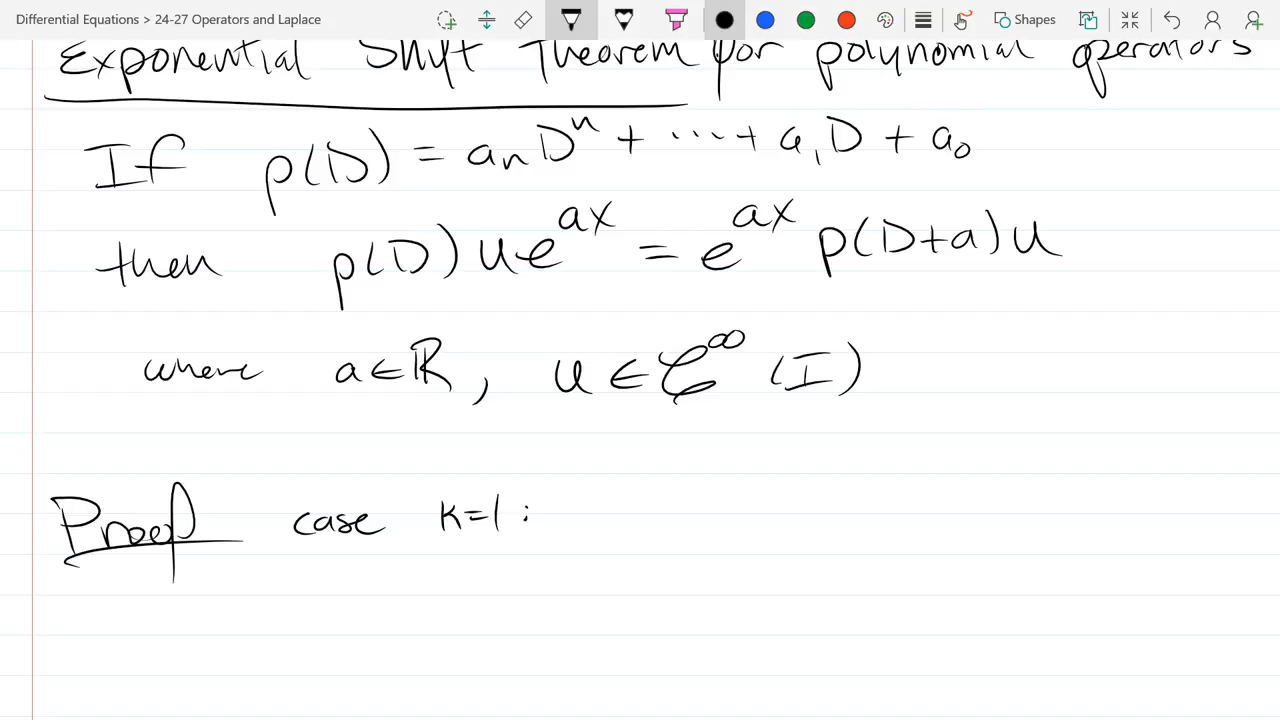 Differential Equations > 24-27 Operators and Laplace Shapes
Exponential Shift Theorem for polynomial operators
If p(D) = aₙDⁿ + ⋯ + a₁D + a₀
then p(D) ue^{ax} = e^{ax} p(D+a)u
where a∈ℝ, u ∈ 𝒞^∞ (I)
Proof case k=1 :